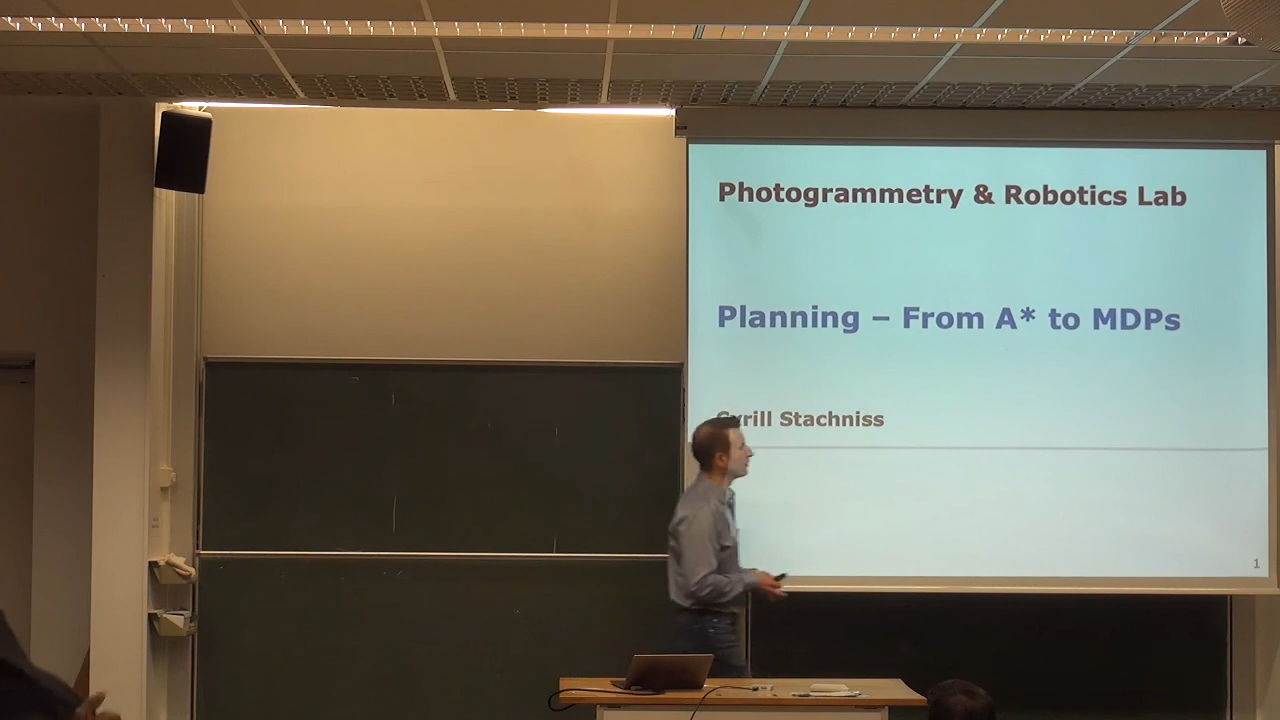 Photogrammetry & Robotics Lab
Planning – From A* to MDPs
Cyrill Stachniss
1